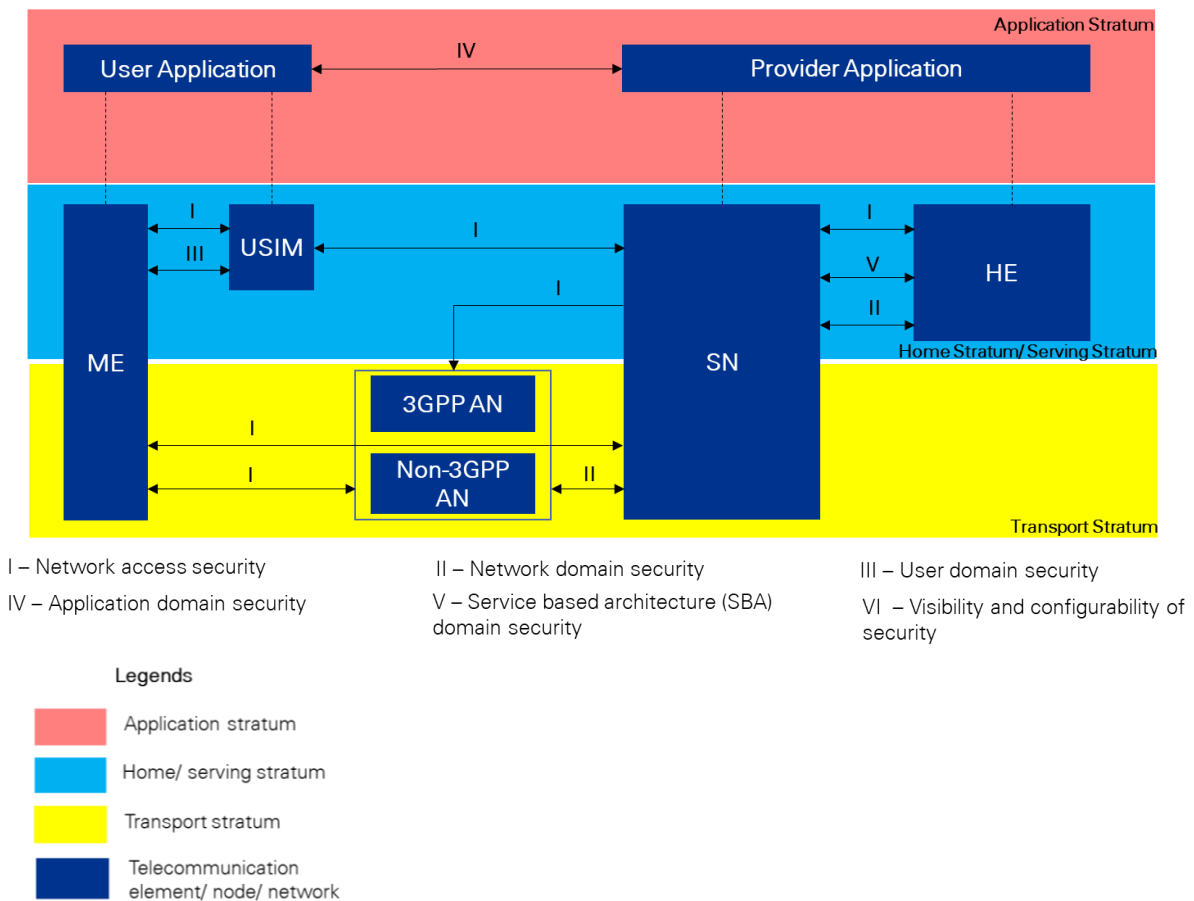 Application Stratum
User Application
IV
Provider Application
I
I
I
USIM
III
V
HE
I
II
Home Stratum/ Serving Stratum
ME
SN
3GPP AN
I
Non-3GPP
AN
I
II
Transport Stratum
I – Network access security
II – Network domain security
III – User domain security
IV – Application domain security
V – Service based architecture (SBA)
domain security
VI – Visibility and configurability of
security
Legends
Application stratum
Home/ serving stratum
Transport stratum
Telecommunication
element/ node/ network